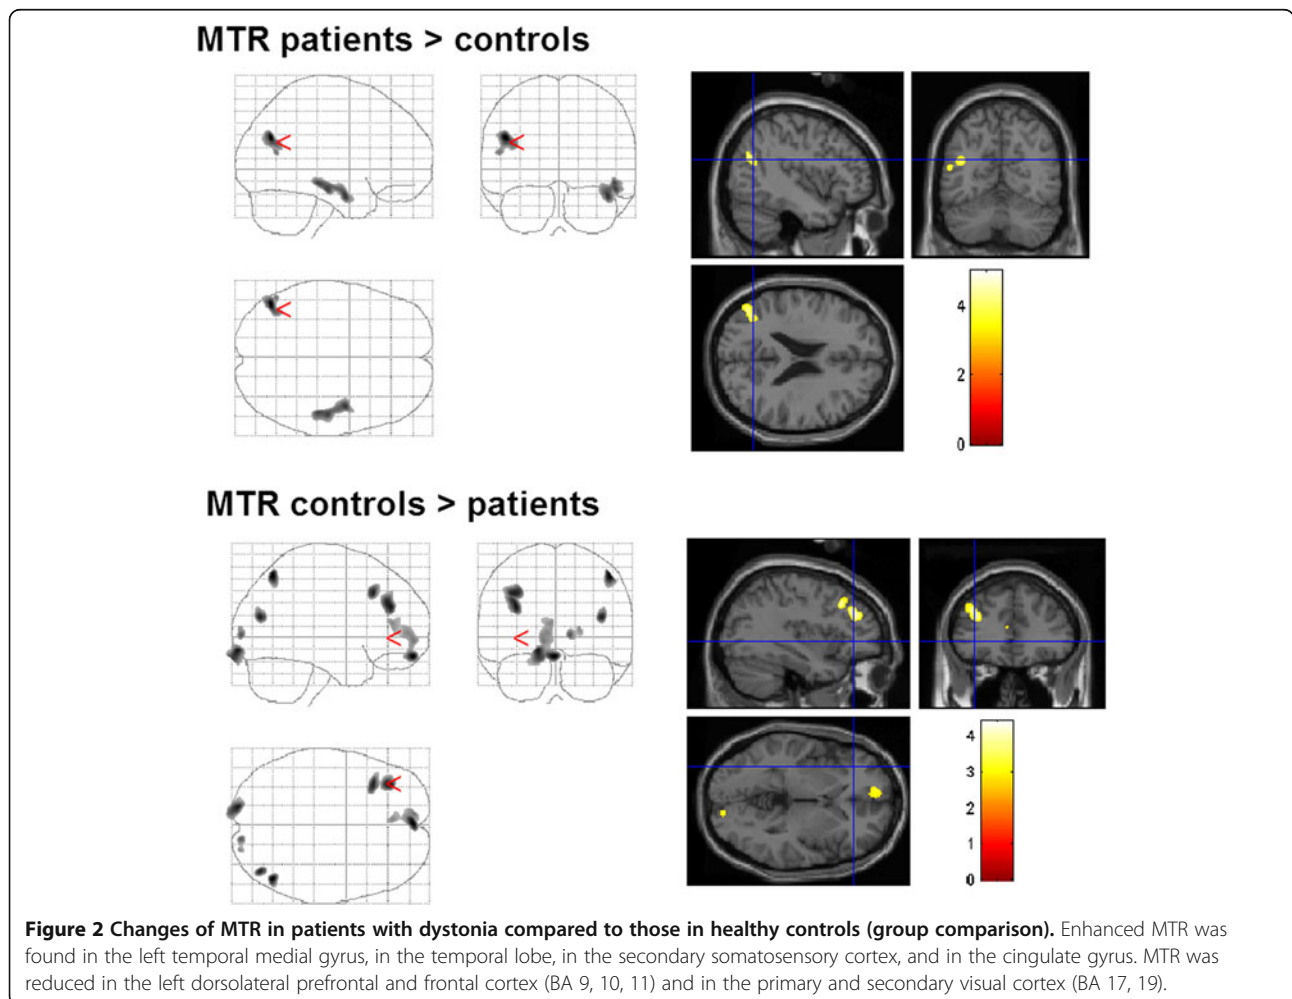 MTR patients > controls
<
<
<
4
2
0
MTR controls > patients
<
<
<
4
3
2
1
0
Figure 2 Changes of MTR in patients with dystonia compared to those in healthy controls (group comparison). Enhanced MTR was
found in the left temporal medial gyrus, in the temporal lobe, in the secondary somatosensory cortex, and in the cingulate gyrus. MTR was
reduced in the left dorsolateral prefrontal and frontal cortex (BA 9, 10, 11) and in the primary and secondary visual cortex (BA 17, 19).